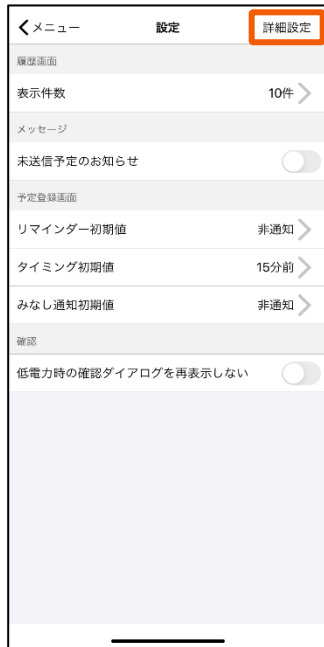 メニュー 設定 詳細設定
履歴画面
表示件数 10件
メッセージ
未送信予定のお知らせ
予定登録画面
リマインダー初期値 非通知
タイミング初期値 15分前
みなし通知初期値 非通知
確認
低電力時の確認ダイアログを再表示しない